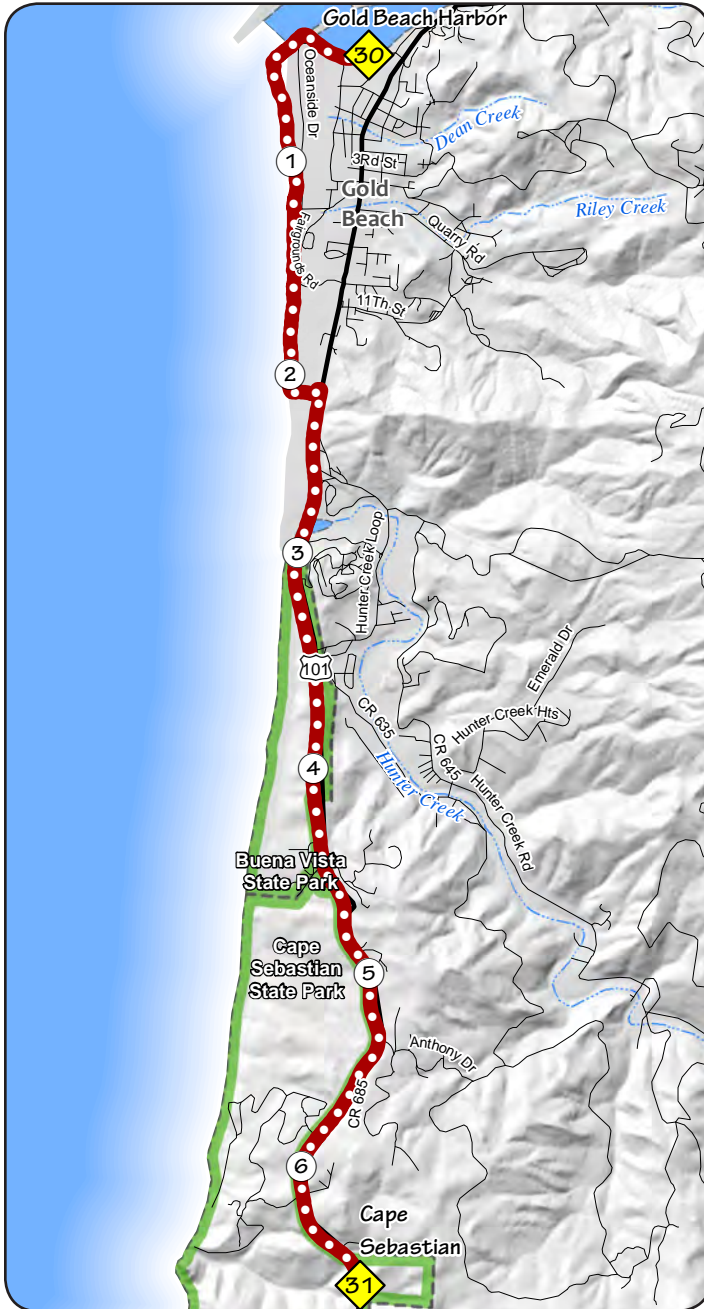 Gold Beach Harbor
30
Oceanside Dr
Dean Creek
1
3Rd St
Gold
Beach
Riley Creek
Fairgrounds Rd
Quarry Rd
11Th St
2
3
Hunter Creek Loop
101
Emerald Dr
CR 635
Hunter Creek Hts
CR 645
4
Hunter Creek
Hunter Creek Rd
Buena Vista
State Park
Cape
Sebastian
State Park
5
Anthony Dr
CR 685
6
Cape
Sebastian
31